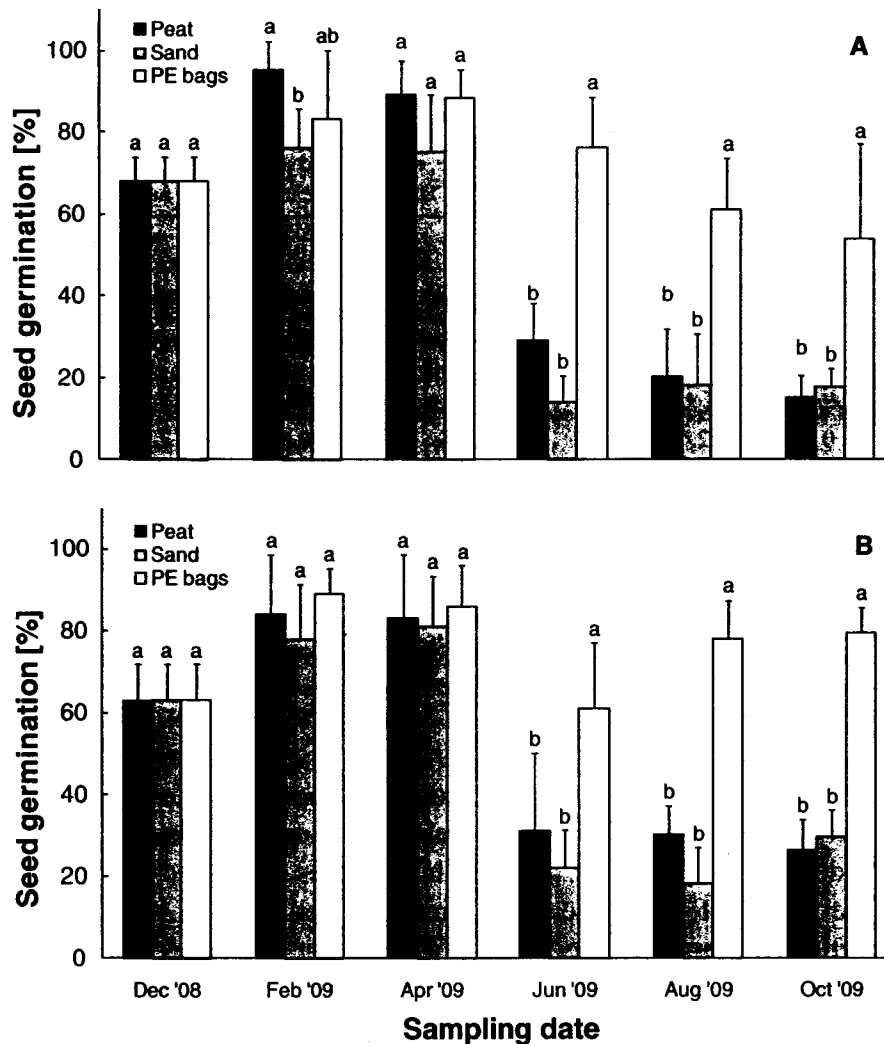 Peat
Sand
PE bags
A
a a a
a b ab
a a a
b b a
b b a
b b a
100
80
60
40
20
0
Seed germination [%]
Peat
Sand
PE bags
B
a a a
a a a
a a a
b b a
b b a
b b a
100
80
60
40
20
0
Seed germination [%]
Dec '08 Feb '09 Apr '09 Jun '09 Aug '09 Oct '09
Sampling date